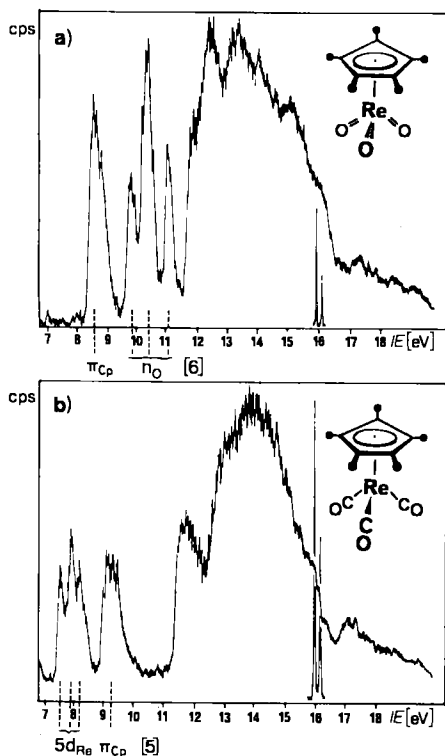 cps
a)
Re
O O
O
7 8 9 10 11 12 13 14 15 16 17 18 IE [eV]
πCp nO [6]
cps
b)
Re
OC CO
CO
7 8 9 10 11 12 13 14 15 16 17 18 IE [eV]
5dRe πCp [5]